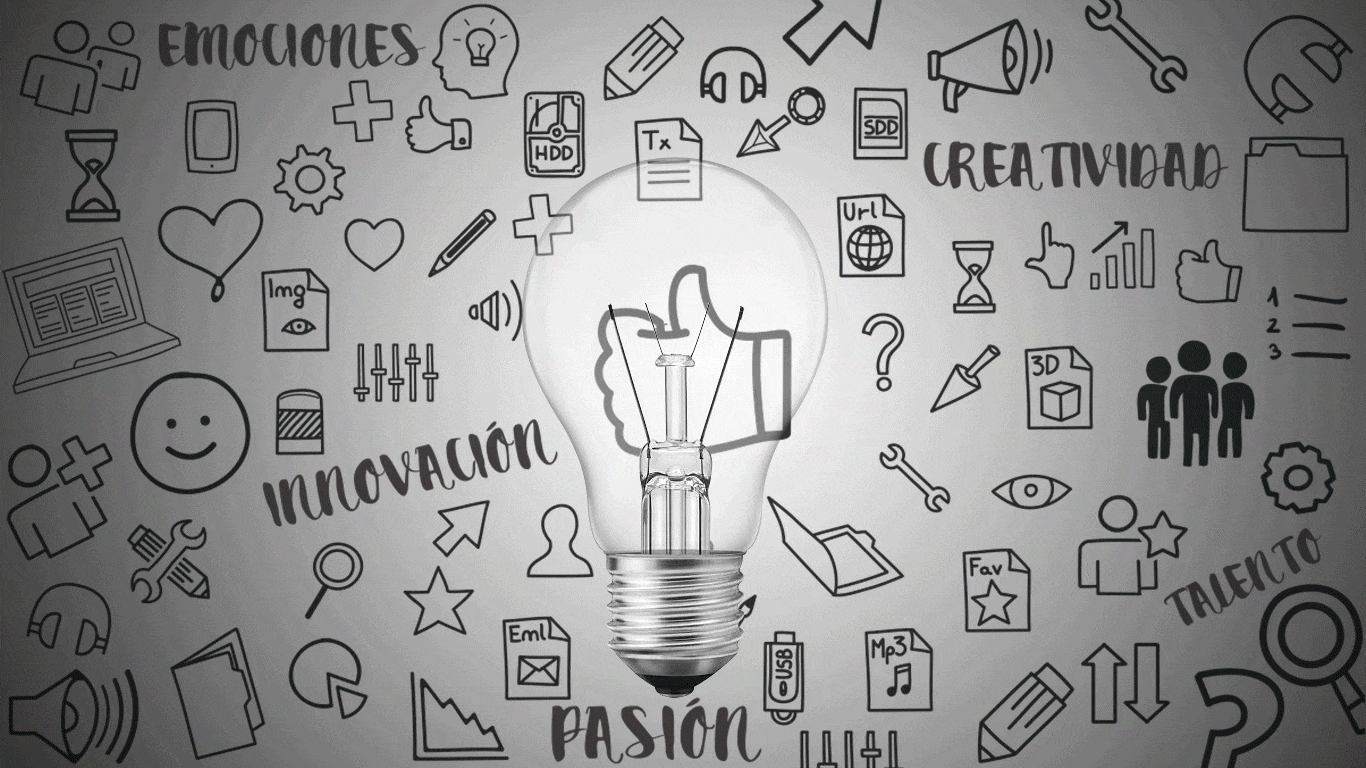 EMOCIONES
Tx
HDD
SDD
CREATIVIDAD
Url
Img
1
2
3
3D
INNOVACIÓN
Fav
TALENTO
Eml
USB
Mp3
PASIÓN